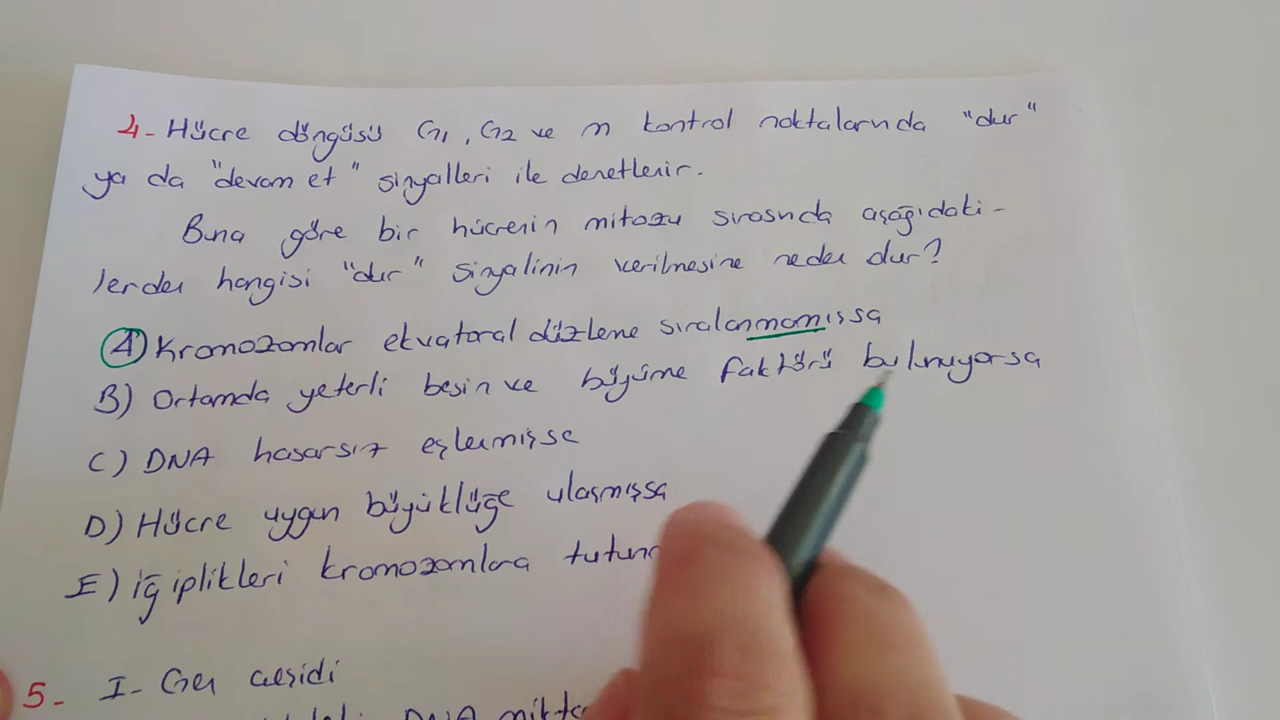 4- Hücre döngüsü G1, G2 ve m kontrol noktalarında "dur"
ya da "devam et" sinyalleri ile denetlenir.
Buna göre bir hücrenin mitozu sırasında aşağıdaki-
lerden hangisi "dur" sinyalinin verilmesine neden olur?
A) Kromozomlar ekvatoral düzleme sıralanmamışsa
B) Ortamda yeterli besin ve büyüme faktörü bulunuyorsa
C) DNA hasarsız eşlenmişse
D) Hücre uygun büyüklüğe ulaşmışsa
E) İğ iplikleri kromozomlara
5- I- Gen çeşidi
DNA